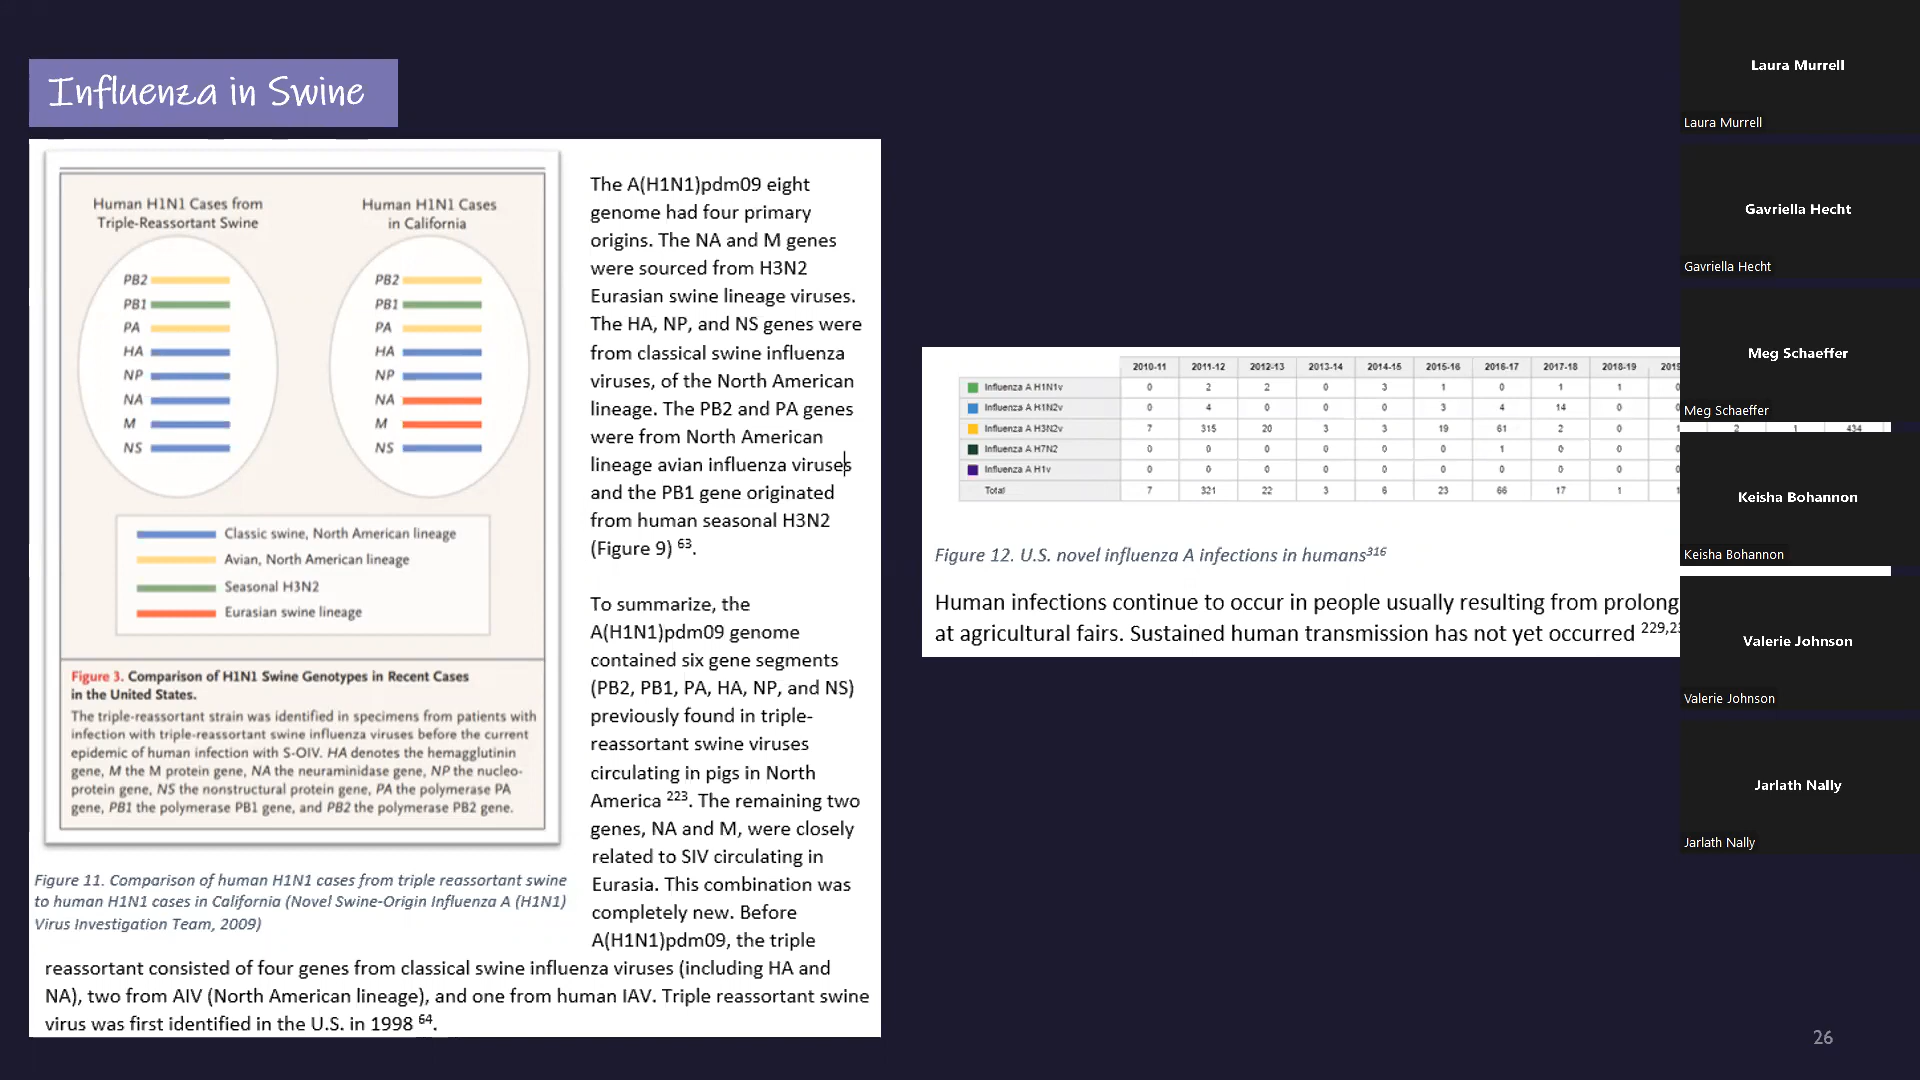 Influenza in Swine
Human H1N1 Cases from
Triple-Reassortant Swine
PB2
PB1
PA
HA
NP
NA
M
NS
Human H1N1 Cases
in California
PB2
PB1
PA
HA
NP
NA
M
NS
Classic swine, North American lineage
Avian, North American lineage
Seasonal H3N2
Eurasian swine lineage
Figure 3. Comparison of H1N1 Swine Genotypes in Recent Cases
in the United States.
The triple-reassortant strain was identified in specimens from patients with
infection with triple-reassortant swine influenza viruses before the current
epidemic of human infection with S-OIV. HA denotes the hemagglutinin
gene, M the M protein gene, NA the neuraminidase gene, NP the nucleo-
protein gene, NS the nonstructural protein gene, PA the polymerase PA
gene, PB1 the polymerase PB1 gene, and PB2 the polymerase PB2 gene.
Figure 11. Comparison of human H1N1 cases from triple reassortant swine
to human H1N1 cases in California (Novel Swine-Origin Influenza A (H1N1)
Virus Investigation Team, 2009)
The A(H1N1)pdm09 eight
genome had four primary
origins. The NA and M genes
were sourced from H3N2
Eurasian swine lineage viruses.
The HA, NP, and NS genes were
from classical swine influenza
viruses, of the North American
lineage. The PB2 and PA genes
were from North American
lineage avian influenza viruses
and the PB1 gene originated
from human seasonal H3N2
(Figure 9) 63.
To summarize, the
A(H1N1)pdm09 genome
contained six gene segments
(PB2, PB1, PA, HA, NP, and NS)
previously found in triple-
reassortant swine viruses
circulating in pigs in North
America 223. The remaining two
genes, NA and M, were closely
related to SIV circulating in
Eurasia. This combination was
completely new. Before
A(H1N1)pdm09, the triple
reassortant consisted of four genes from classical swine influenza viruses (including HA and
NA), two from AIV (North American lineage), and one from human IAV. Triple reassortant swine
virus was first identified in the U.S. in 1998 64.
2010-11 2011-12 2012-13 2013-14 2014-15 2015-16 2016-17 2017-18 2018-19 2019
Influenza A H1N1v 0 2 2 0 3 1 0 1 1 0
Influenza A H1N2v 0 4 0 0 0 3 4 14 0 0
Influenza A H3N2v 7 315 20 3 3 19 61 2 0 1 2 1 434
Influenza A H7N2 0 0 0 0 0 0 1 0 0 0
Influenza A H1v 0 0 0 0 0 0 0 0 0 0
Total 7 321 22 3 6 23 66 17 1 1
Figure 12. U.S. novel influenza A infections in humans316
Human infections continue to occur in people usually resulting from prolong
at agricultural fairs. Sustained human transmission has not yet occurred 229,23
Laura Murrell
Laura Murrell
Gavriella Hecht
Gavriella Hecht
Meg Schaeffer
Meg Schaeffer
Keisha Bohannon
Keisha Bohannon
Valerie Johnson
Valerie Johnson
Jarlath Nally
Jarlath Nally
26